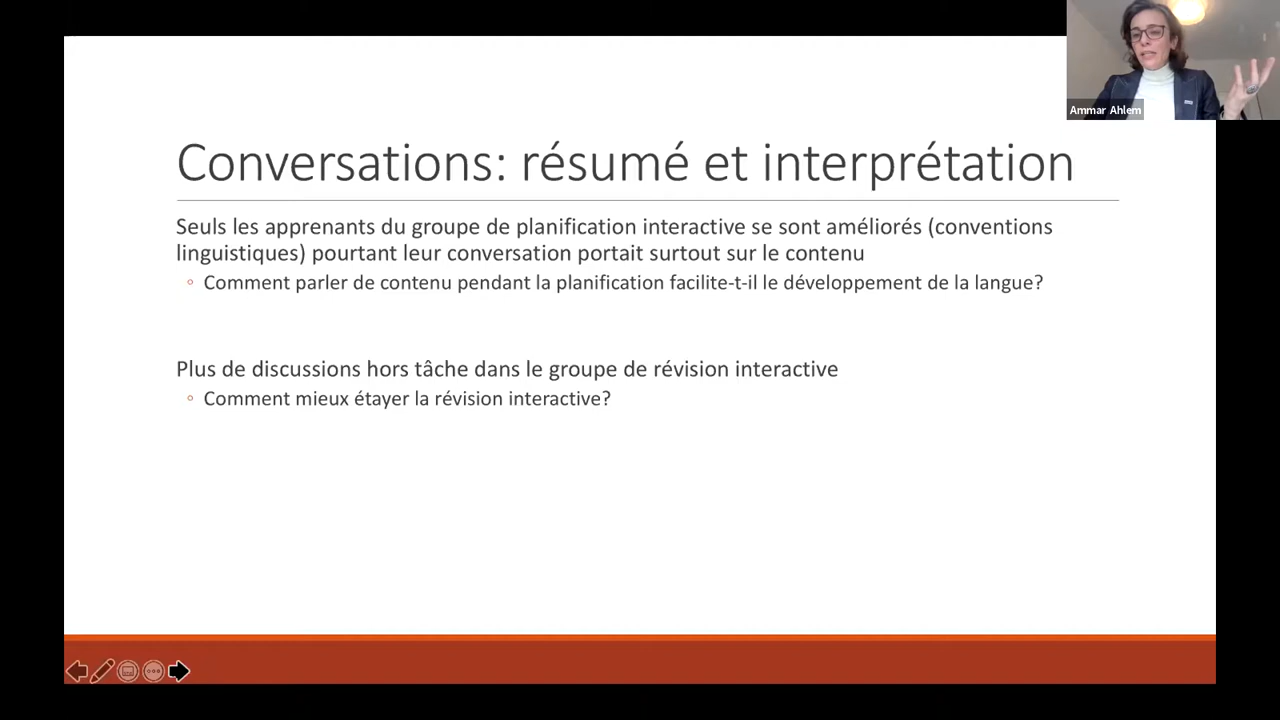 Ammar Ahlem
Conversations: résumé et interprétation
Seuls les apprenants du groupe de planification interactive se sont améliorés (conventions
linguistiques) pourtant leur conversation portait surtout sur le contenu
◦ Comment parler de contenu pendant la planification facilite-t-il le développement de la langue?
Plus de discussions hors tâche dans le groupe de révision interactive
◦ Comment mieux étayer la révision interactive?